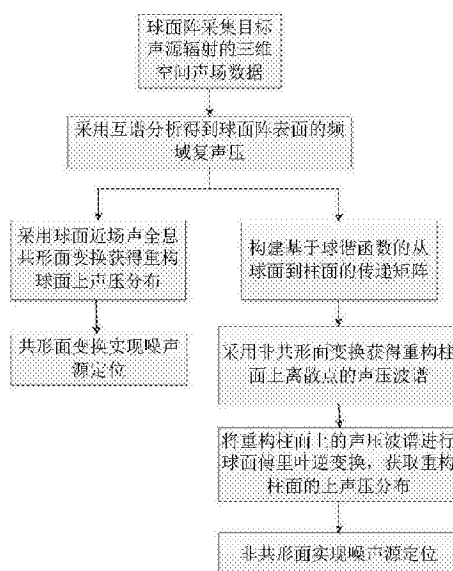 球面阵采集目标
声源辐射的三维
空间声场数据
采用互谱分析得到球面阵表面的频
域复声压
采用球面近场声全息
共形面变换获得重构
球面上声压分布
共形面变换实现噪声
源定位
构建基于球谐函数的从
球面到柱面的传递矩阵
采用非共形面变换获得重构柱
面上离散点的声压波谱
将重构柱面上的声压波谱进行
球面傅里叶逆变换，获取重构
柱面的上声压分布
非共形面实现噪声源定位